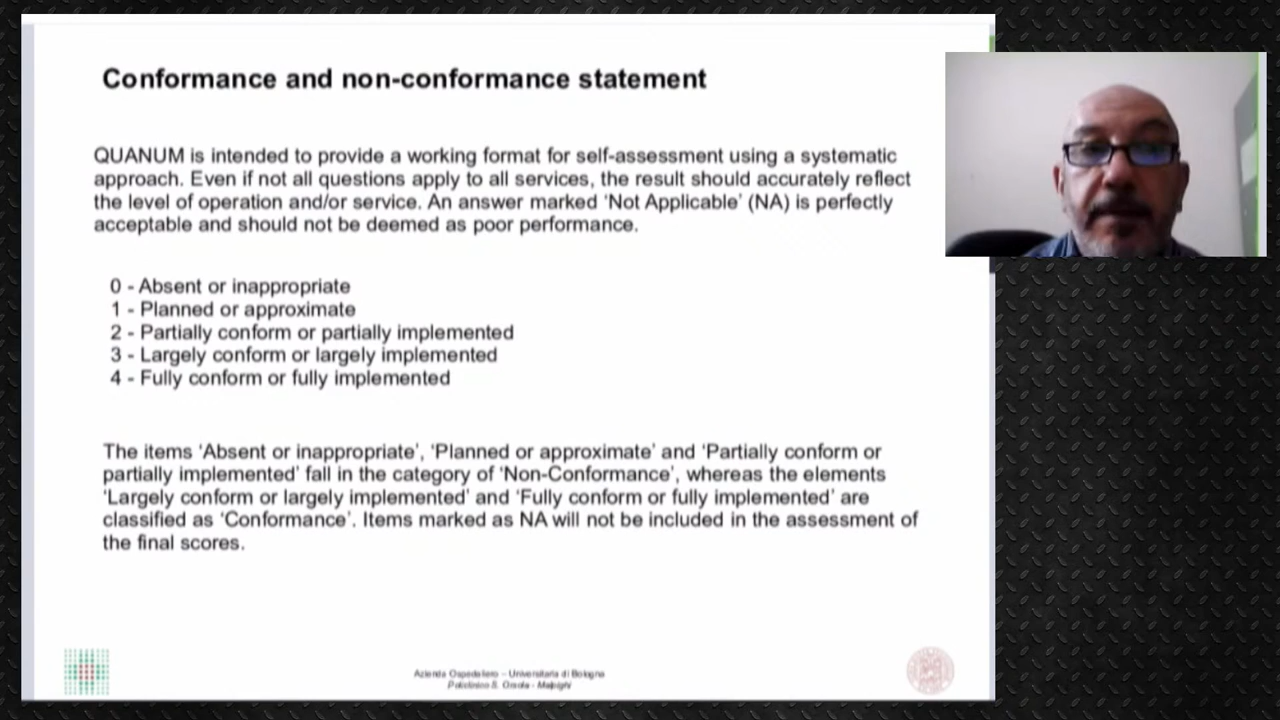 Conformance and non-conformance statement
QUANUM is intended to provide a working format for self-assessment using a systematic
approach. Even if not all questions apply to all services, the result should accurately reflect
the level of operation and/or service. An answer marked ‘Not Applicable’ (NA) is perfectly
acceptable and should not be deemed as poor performance.
0 - Absent or inappropriate
1 - Planned or approximate
2 - Partially conform or partially implemented
3 - Largely conform or largely implemented
4 - Fully conform or fully implemented
The items ‘Absent or inappropriate’, ‘Planned or approximate’ and ‘Partially conform or
partially implemented’ fall in the category of ‘Non-Conformance’, whereas the elements
‘Largely conform or largely implemented’ and ‘Fully conform or fully implemented’ are
classified as ‘Conformance’. Items marked as NA will not be included in the assessment of
the final scores.
Azienda Ospedaliero - Universitaria di Bologna
Policlinico S. Orsola - Malpighi